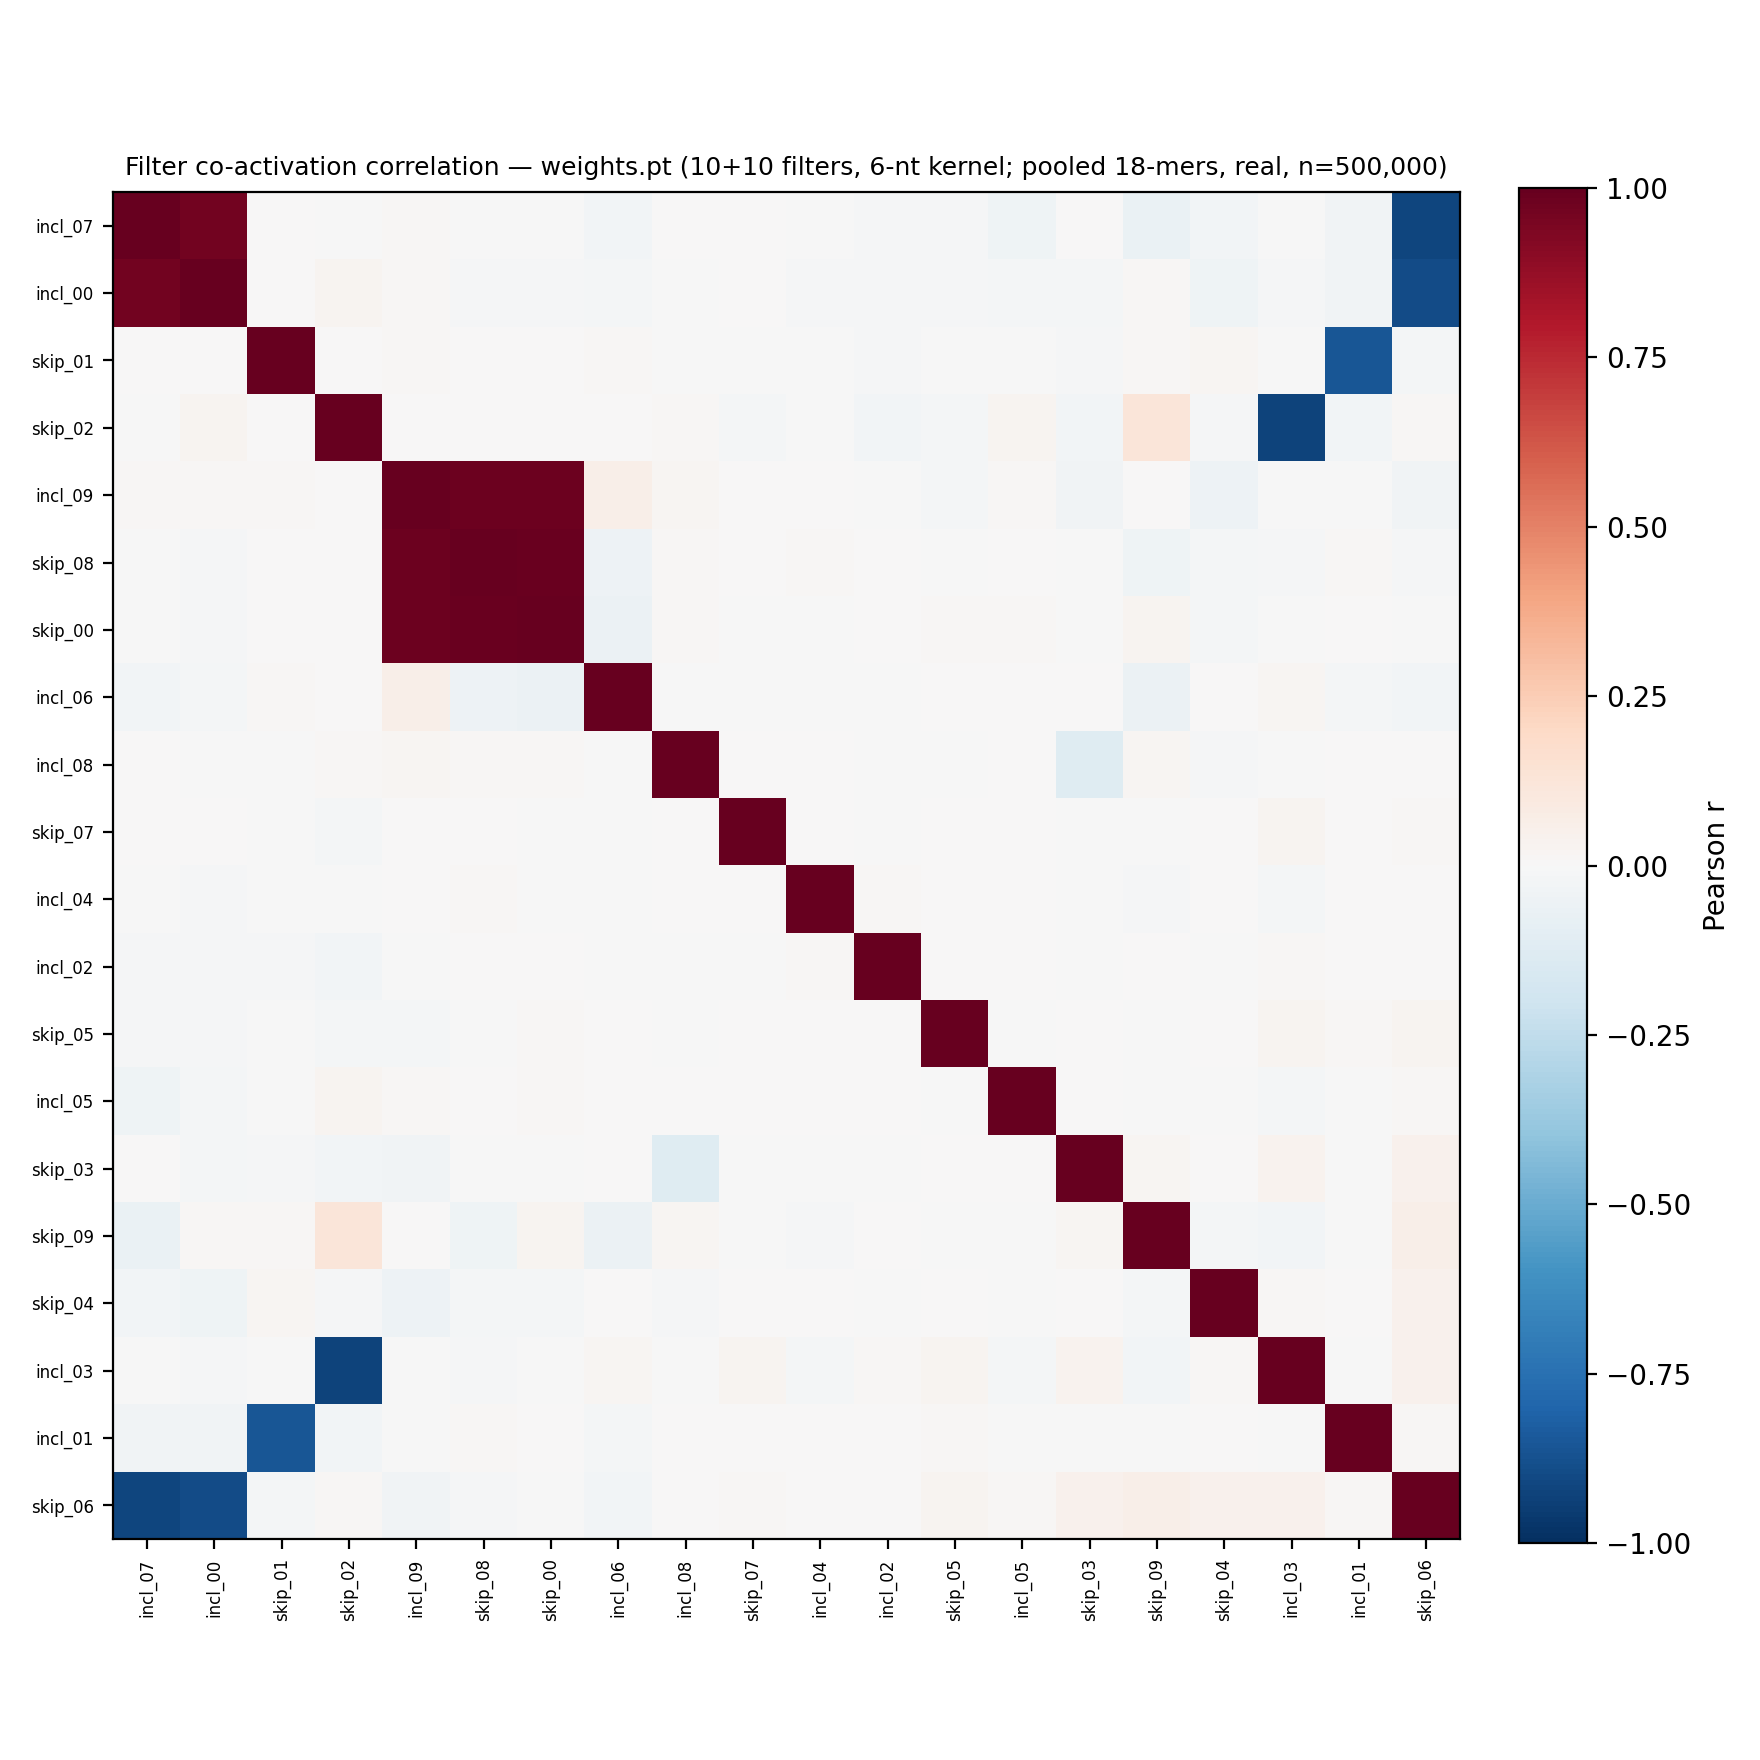 Filter co-activation correlation — weights.pt (10+10 filters, 6-nt kernel; pooled 18-mers, real, n=500,000)
incl_07
incl_00
skip_01
skip_02
incl_09
skip_08
skip_00
incl_06
incl_08
skip_07
incl_04
incl_02
skip_05
incl_05
skip_03
skip_09
skip_04
incl_03
incl_01
skip_06
incl_07
incl_00
skip_01
skip_02
incl_09
skip_08
skip_00
incl_06
incl_08
skip_07
incl_04
incl_02
skip_05
incl_05
skip_03
skip_09
skip_04
incl_03
incl_01
skip_06
1.00
0.75
0.50
0.25
0.00
−0.25
−0.50
−0.75
−1.00
Pearson r